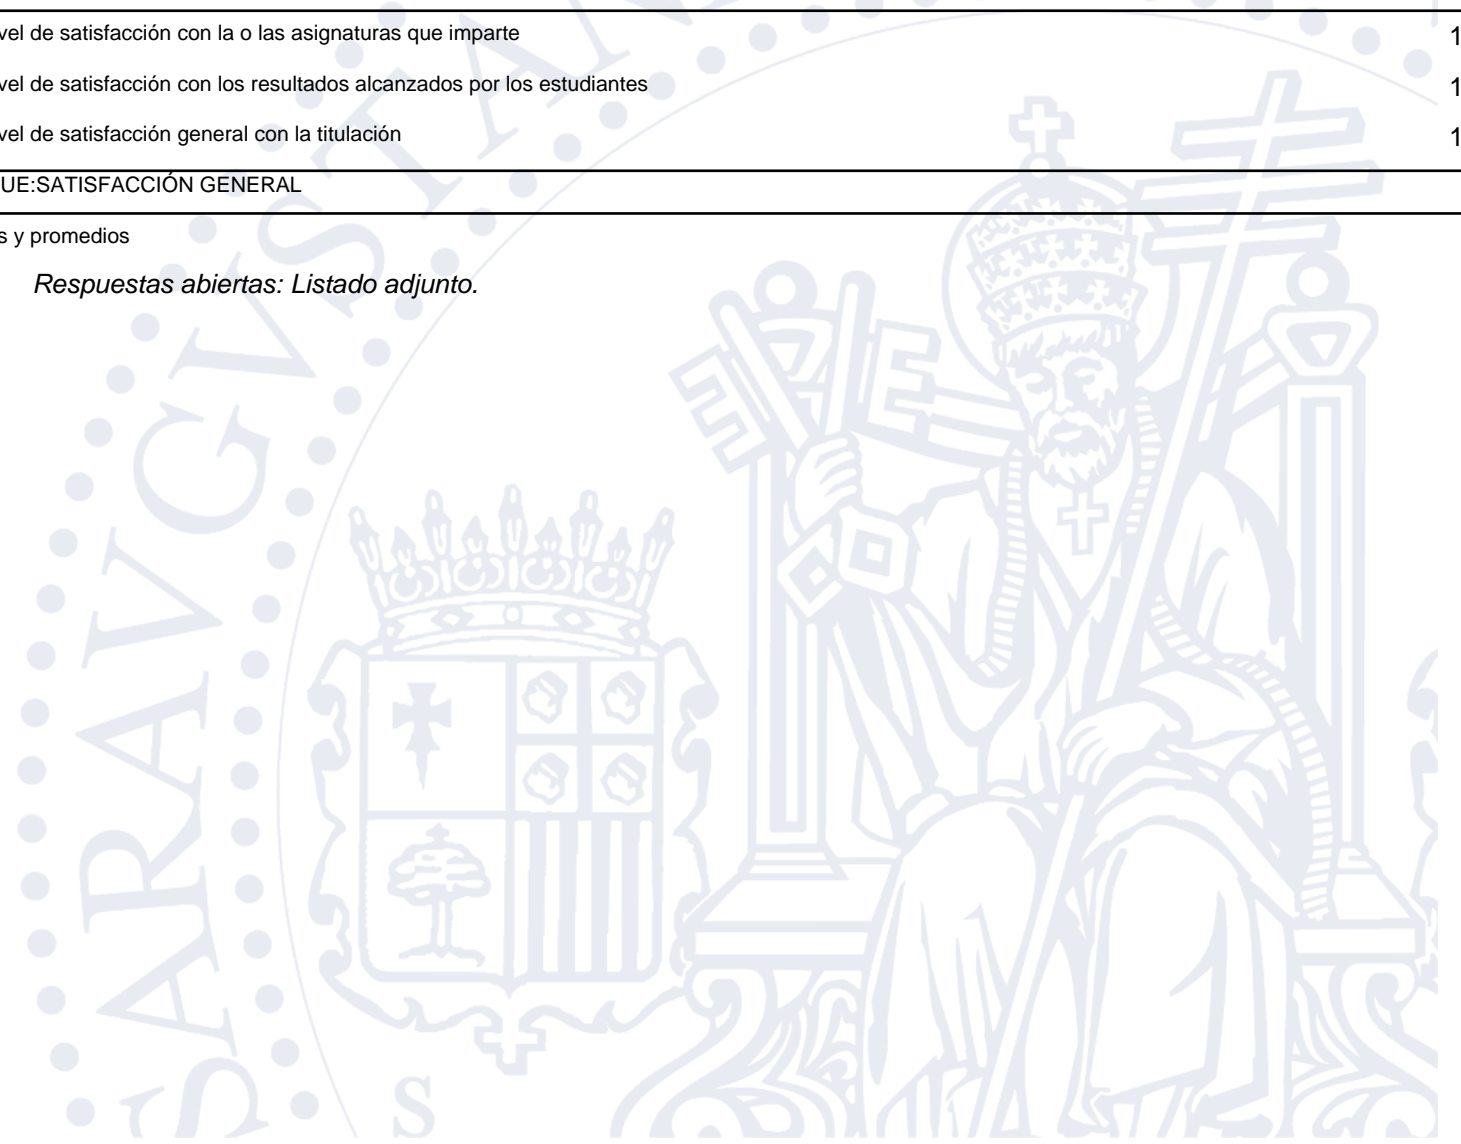 vel de satisfacción con la o las asignaturas que imparte 1
vel de satisfacción con los resultados alcanzados por los estudiantes 1
vel de satisfacción general con la titulación 1
UE:SATISFACCIÓN GENERAL
s y promedios
Respuestas abiertas: Listado adjunto.
SARAVGVSTAN
S